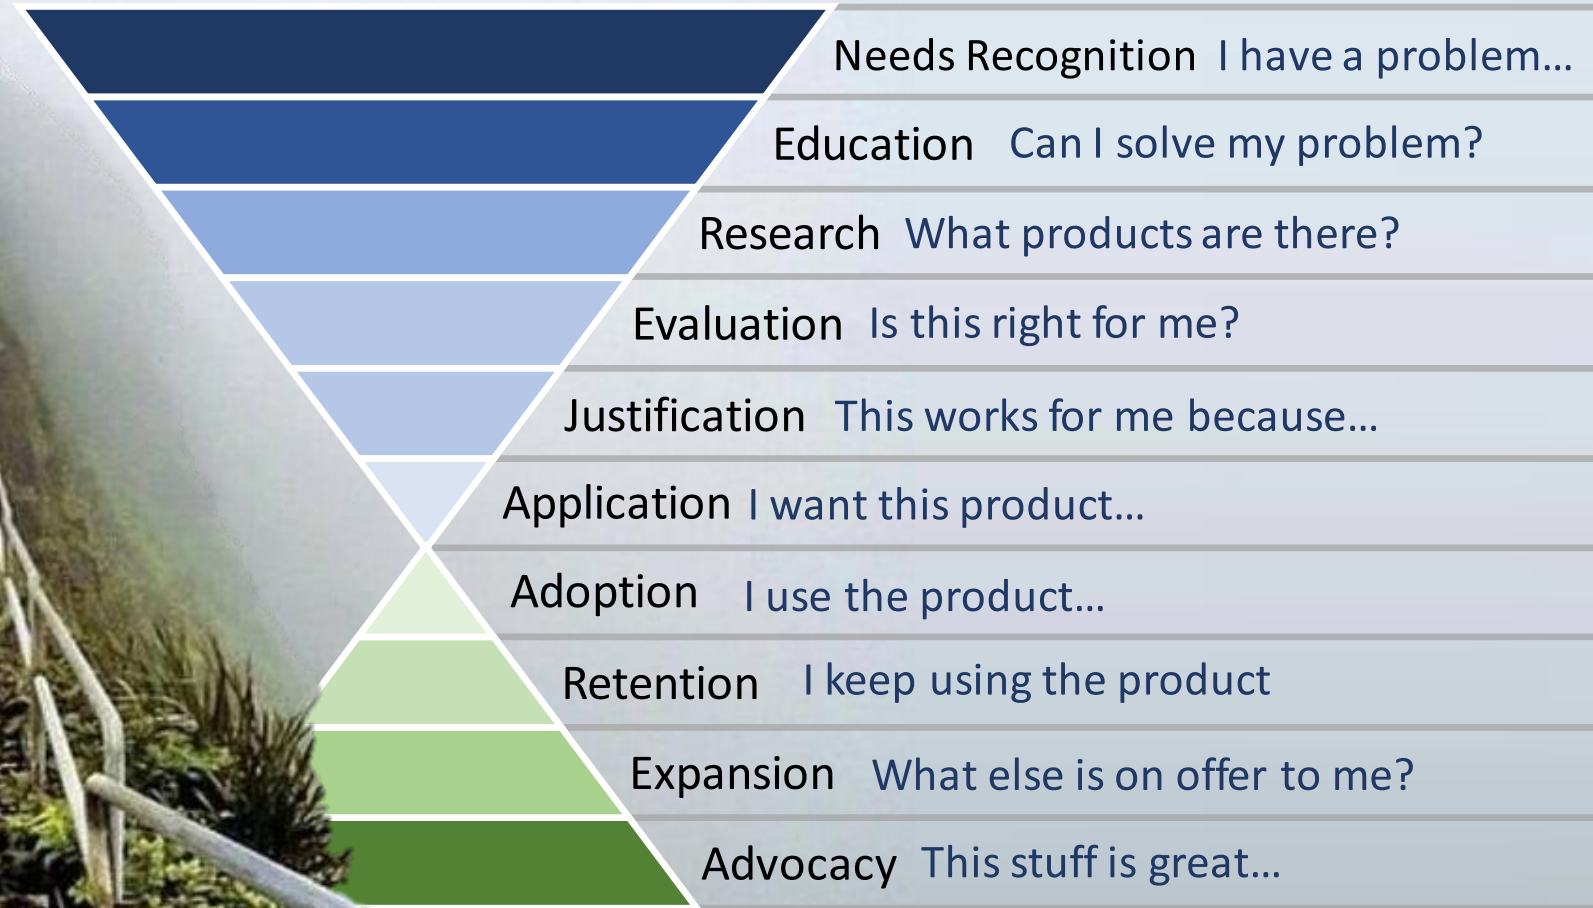 Needs Recognition I have a problem...
Education Can I solve my problem?
Research What products are there?
Evaluation Is this right for me?
Justification This works for me because...
Application I want this product...
Adoption I use the product...
Retention I keep using the product
Expansion What else is on offer to me?
Advocacy This stuff is great...